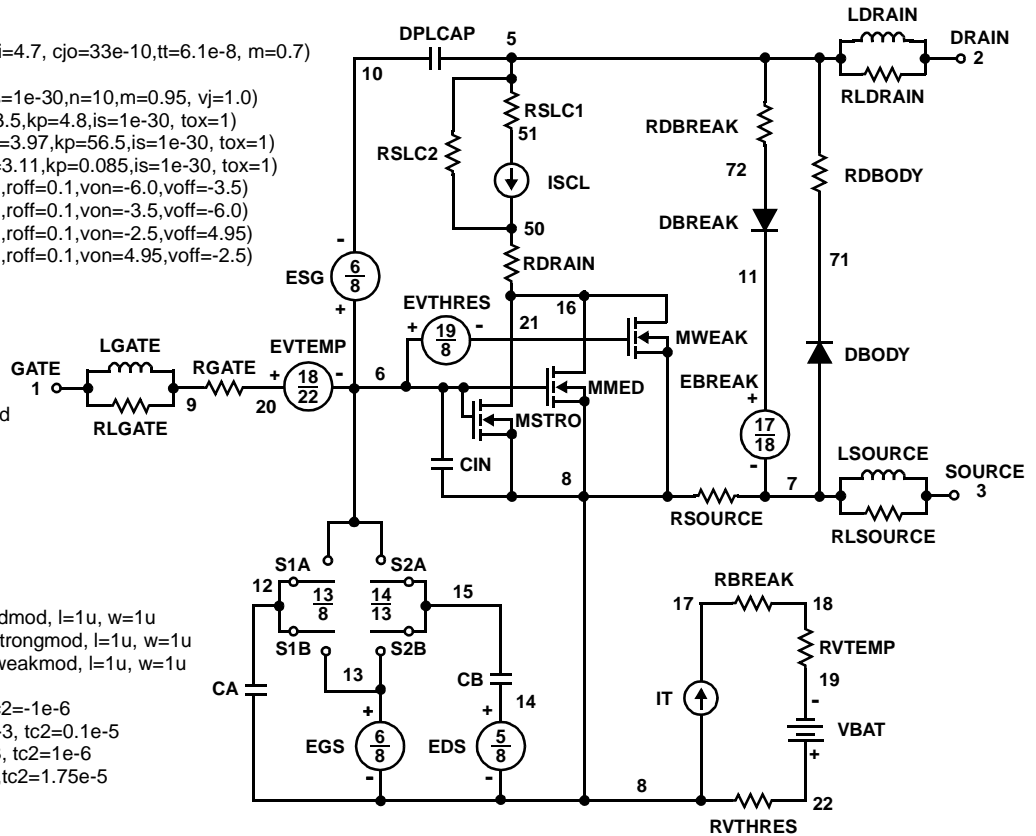 i=4.7, cjo=33e-10,tt=6.1e-8, m=0.7)
=1e-30,n=10,m=0.95, vj=1.0)
3.5,kp=4.8,is=1e-30, tox=1)
=3.97,kp=56.5,is=1e-30, tox=1)
=3.11,kp=0.085,is=1e-30, tox=1)
,roff=0.1,von=-6.0,voff=-3.5)
,roff=0.1,von=-3.5,voff=-6.0)
,roff=0.1,von=-2.5,voff=4.95)
,roff=0.1,von=4.95,voff=-2.5)
d
dmod, l=1u, w=1u
trongmod, l=1u, w=1u
weakmod, l=1u, w=1u
c2=-1e-6
-3, tc2=0.1e-5
, tc2=1e-6
,tc2=1.75e-5
LDRAIN
DPLCAP
5
DRAIN
2
10
RLDRAIN
RSLC1
51
RSLC2
ISCL
RDBREAK
72
RDBODY
DBREAK
50
-
RDRAIN
11
71
ESG
6
8
+
EVTHRES
16
+
19
8
-
21
MWEAK
LGATE
EVTEMP
GATE
1
RGATE
+
18
22
-
6
MMED
EBREAK
+
DBODY
9
20
RLGATE
MSTRO
17
18
-
CIN
8
LSOURCE
SOURCE
3
7
RSOURCE
RLSOURCE
S1A
S2A
12
13
8
14
13
15
S1B
S2B
13
CA
CB
14
+
+
EGS
6
8
EDS
5
8
-
-
RBREAK
17
18
RVTEMP
19
IT
-
VBAT
+
8
22
RVTHRES